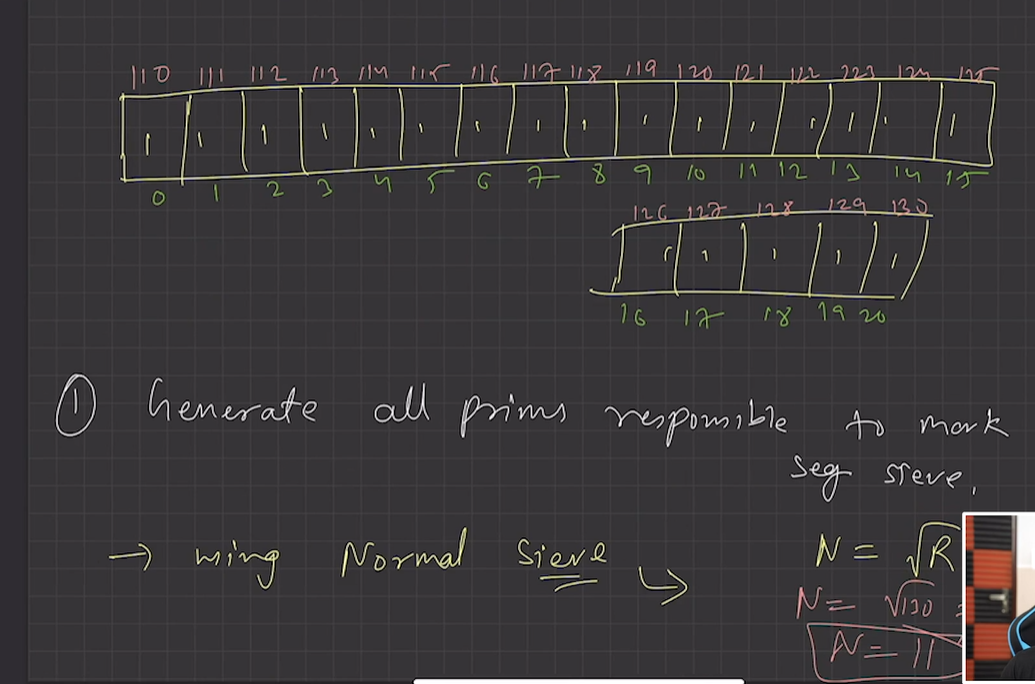 110 111 112 113 114 115 116 117 118 119 120 121 122 123 124 125
1 1 1 1 1 1 1 1 1 1 1 1 1 1 1 1
0 1 2 3 4 5 6 7 8 9 10 11 12 13 14 15
126 127 128 129 130
1 1 1 1 1
16 17 18 19 20
① Generate all prims responsible to mark
seg sieve.
→ using Normal Sieve ↳ N = √R
N = √130 =
N = 11